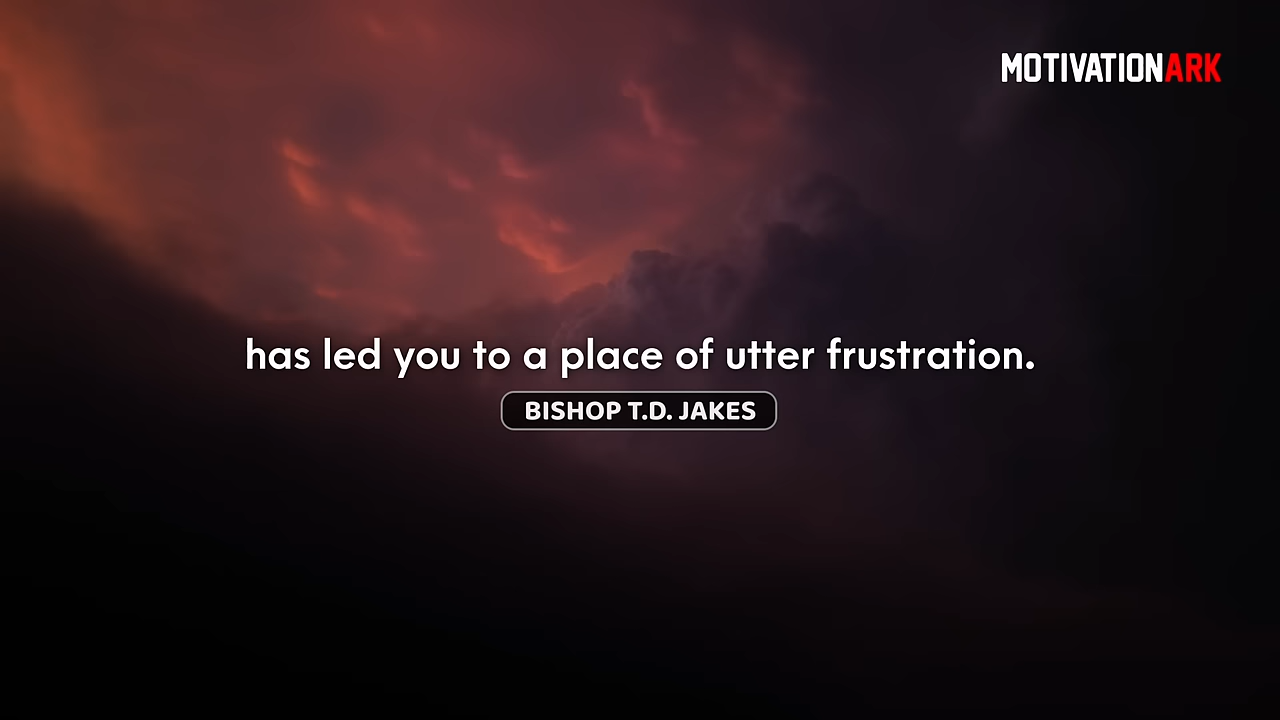 MOTIVATIONARK
has led you to a place of utter frustration.
BISHOP T.D. JAKES